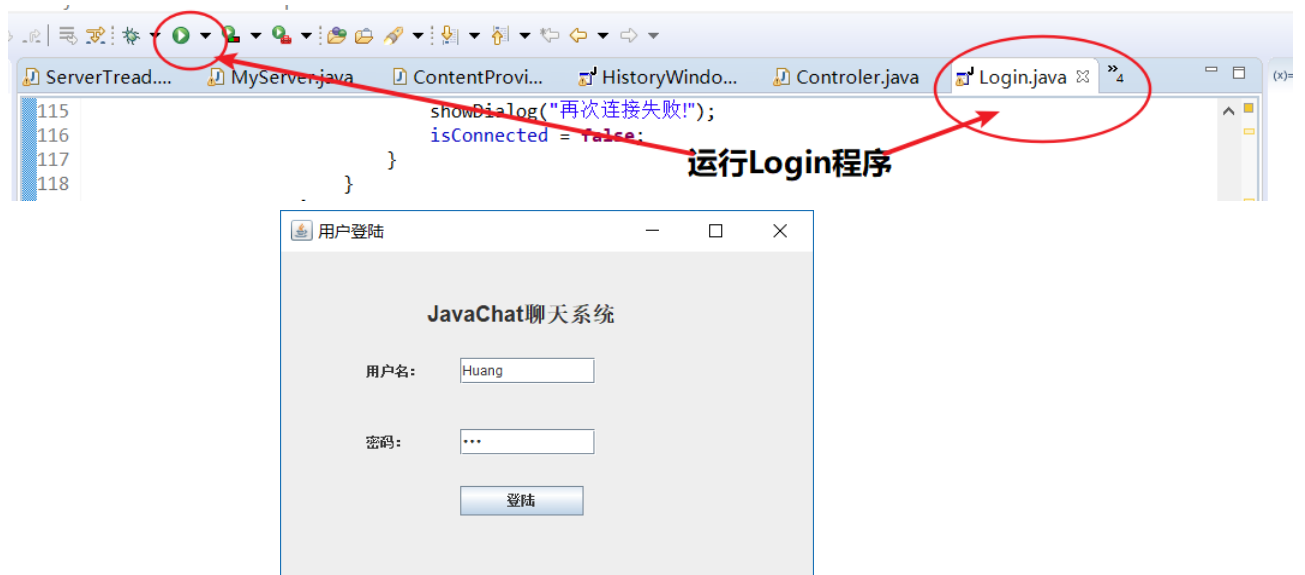 ServerTread.... MyServer.java ContentProvi... HistoryWindo... Controler.java Login.java »4 (x)=
115 showDialog("再次连接失败!");
116 isConnected = false;
117 }
118 }
运行Login程序
用户登陆
JavaChat聊天系统
用户名: Huang
密码: •••
登陆